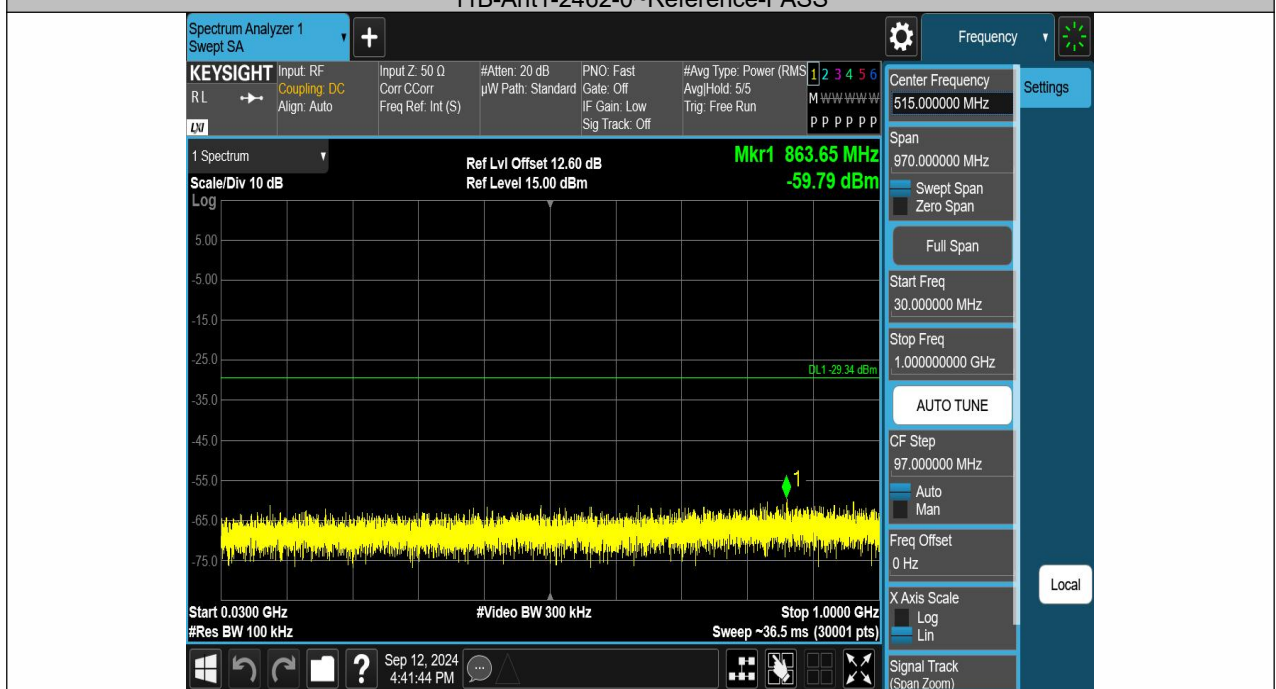 11B-Ant1-2462-0~Reference-PASS
Spectrum Analyzer 1
Swept SA
Frequency
KEYSIGHT
RL
LXI
Input: RF
Coupling: DC
Align: Auto
Input Z: 50 Ω
Corr CCorr
Freq Ref: Int (S)
#Atten: 20 dB
µW Path: Standard
PNO: Fast
Gate: Off
IF Gain: Low
Sig Track: Off
#Avg Type: Power (RMS
Avg|Hold: 5/5
Trig: Free Run
1 2 3 4 5 6
M W W W W W
P P P P P P
1 Spectrum
Scale/Div 10 dB
Log
Ref Lvl Offset 12.60 dB
Ref Level 15.00 dBm
Mkr1 863.65 MHz
-59.79 dBm
5.00
-5.00
-15.0
-25.0
DL1 -29.34 dBm
-35.0
-45.0
-55.0
1
-65.0
-75.0
Start 0.0300 GHz
#Video BW 300 kHz
Stop 1.0000 GHz
#Res BW 100 kHz
Sweep ~36.5 ms (30001 pts)
?
Sep 12, 2024
4:41:44 PM
Center Frequency
515.000000 MHz
Settings
Span
970.000000 MHz
Swept Span
Zero Span
Full Span
Start Freq
30.000000 MHz
Stop Freq
1.000000000 GHz
AUTO TUNE
CF Step
97.000000 MHz
Auto
Man
Freq Offset
0 Hz
X Axis Scale
Log
Lin
Local
Signal Track
(Span Zoom)